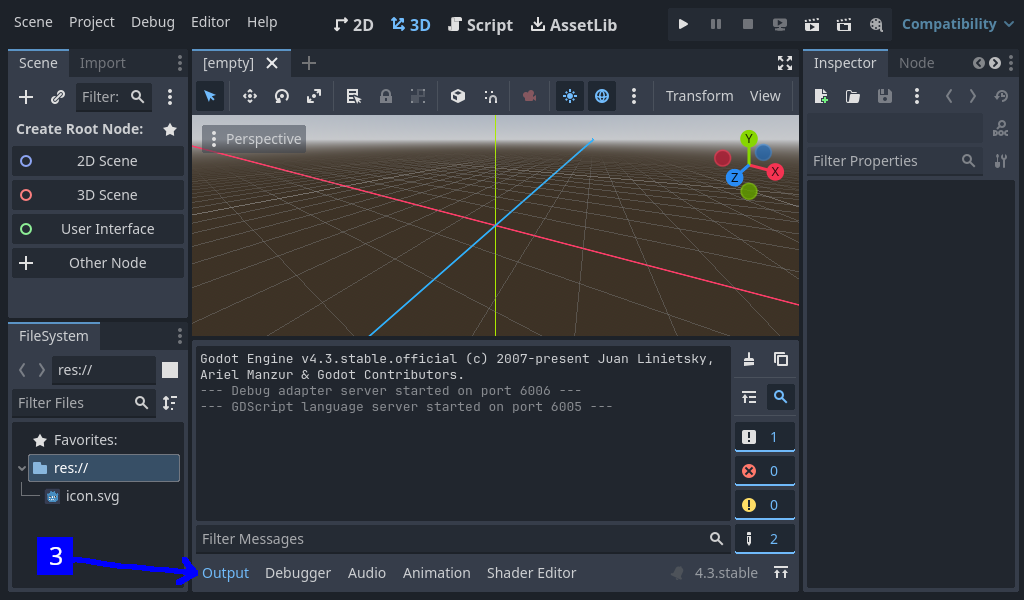 Scene Project Debug Editor Help 2D 3D Script AssetLib Compatibility
Scene Import
Filter:
Create Root Node:
2D Scene
3D Scene
User Interface
Other Node
FileSystem
res://
Filter Files
Favorites:
res://
icon.svg
3
[empty]
Transform View
Perspective
Y
X
Z
Godot Engine v4.3.stable.official (c) 2007-present Juan Linietsky,
Ariel Manzur & Godot Contributors.
--- Debug adapter server started on port 6006 ---
--- GDScript language server started on port 6005 ---
1
0
0
2
Filter Messages
Output Debugger Audio Animation Shader Editor 4.3.stable
Inspector Node
DOC
Filter Properties